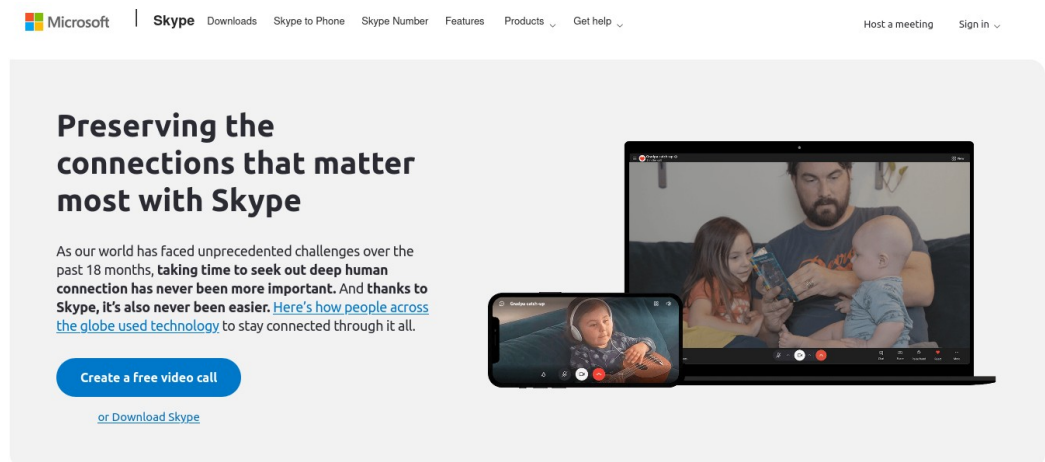 Microsoft
Skype Downloads Skype to Phone Skype Number Features Products Get help
Host a meeting Sign in
Preserving the
connections that matter
most with Skype
As our world has faced unprecedented challenges over the
past 18 months, taking time to seek out deep human
connection has never been more important. And thanks to
Skype, it's also never been easier. Here's how people across
the globe used technology to stay connected through it all.
Create a free video call
or Download Skype
Grandpa catch-up